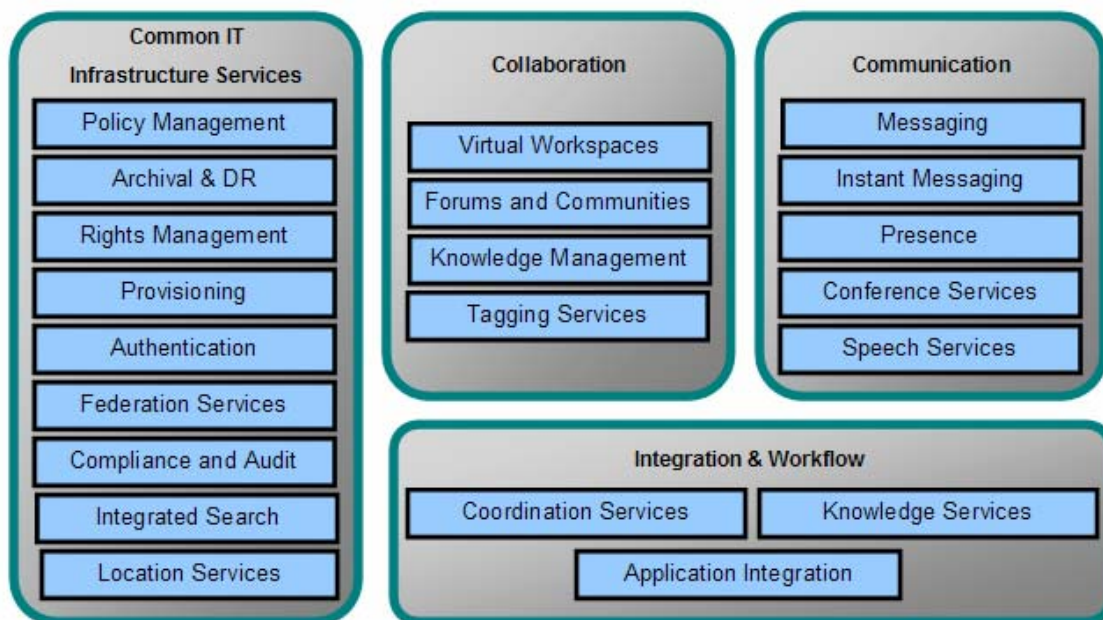 Common IT
Infrastructure Services
Policy Management
Archival & DR
Rights Management
Provisioning
Authentication
Federation Services
Compliance and Audit
Integrated Search
Location Services
Collaboration
Virtual Workspaces
Forums and Communities
Knowledge Management
Tagging Services
Communication
Messaging
Instant Messaging
Presence
Conference Services
Speech Services
Integration & Workflow
Coordination Services
Knowledge Services
Application Integration